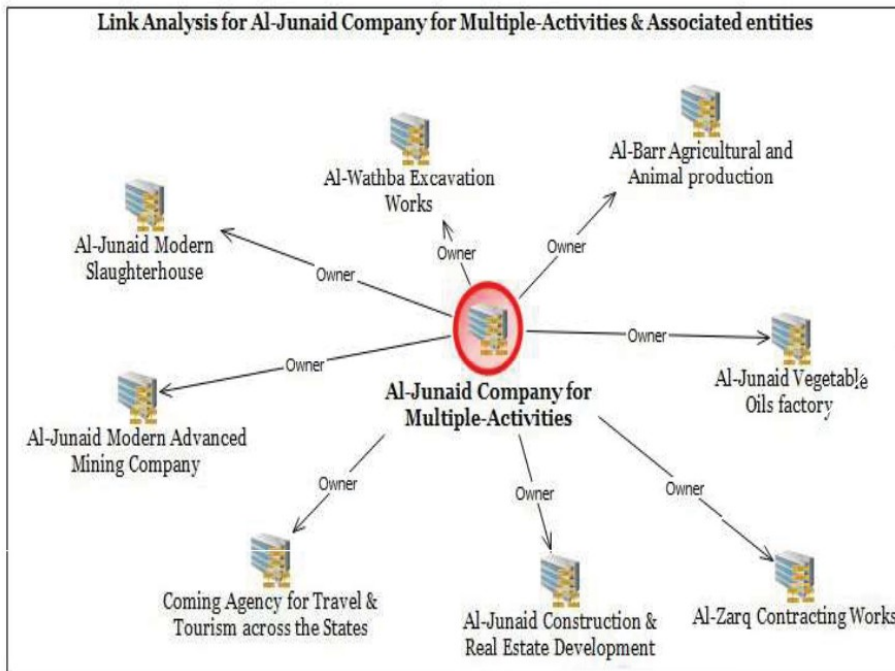 Link Analysis for Al-Junaid Company for Multiple-Activities & Associated entities
Al-Barr Agricultural and
Animal production
Al-Wathba Excavation
Works
Al-Junaid Modern
Slaughterhouse
Owner
Owner
Owner
Owner
Owner
Al-Junaid Vegetable
Oils factory
Al-Junaid Company for
Multiple-Activities
Al-Junaid Modern Advanced
Mining Company
Owner
Owner
Owner
Coming Agency for Travel &
Tourism across the States
Al-Junaid Construction &
Real Estate Development
Al-Zarq Contracting Works